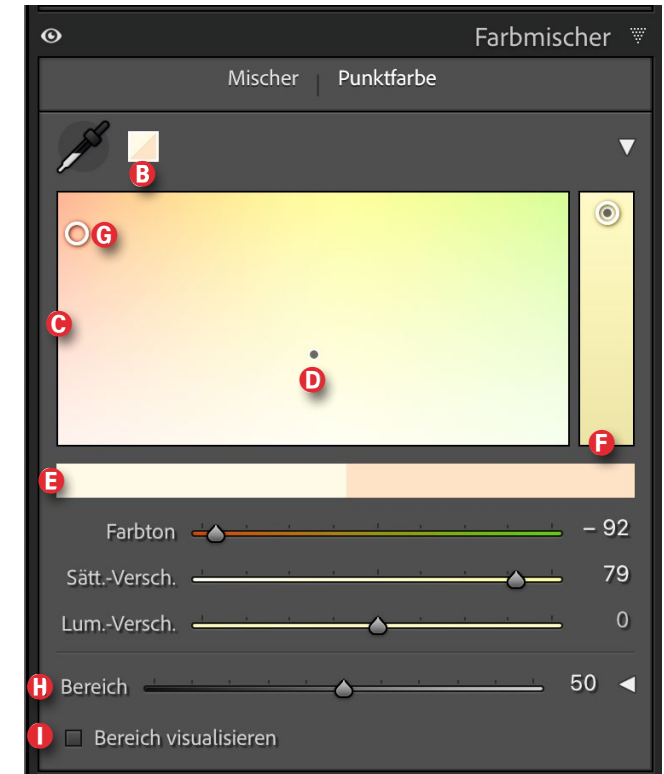 Farbmischer
Mischer | Punktfarbe
B
G
C
D
F
E
Farbton - 92
Sätt.-Versch. 79
Lum.-Versch. 0
H Bereich 50
I Bereich visualisieren